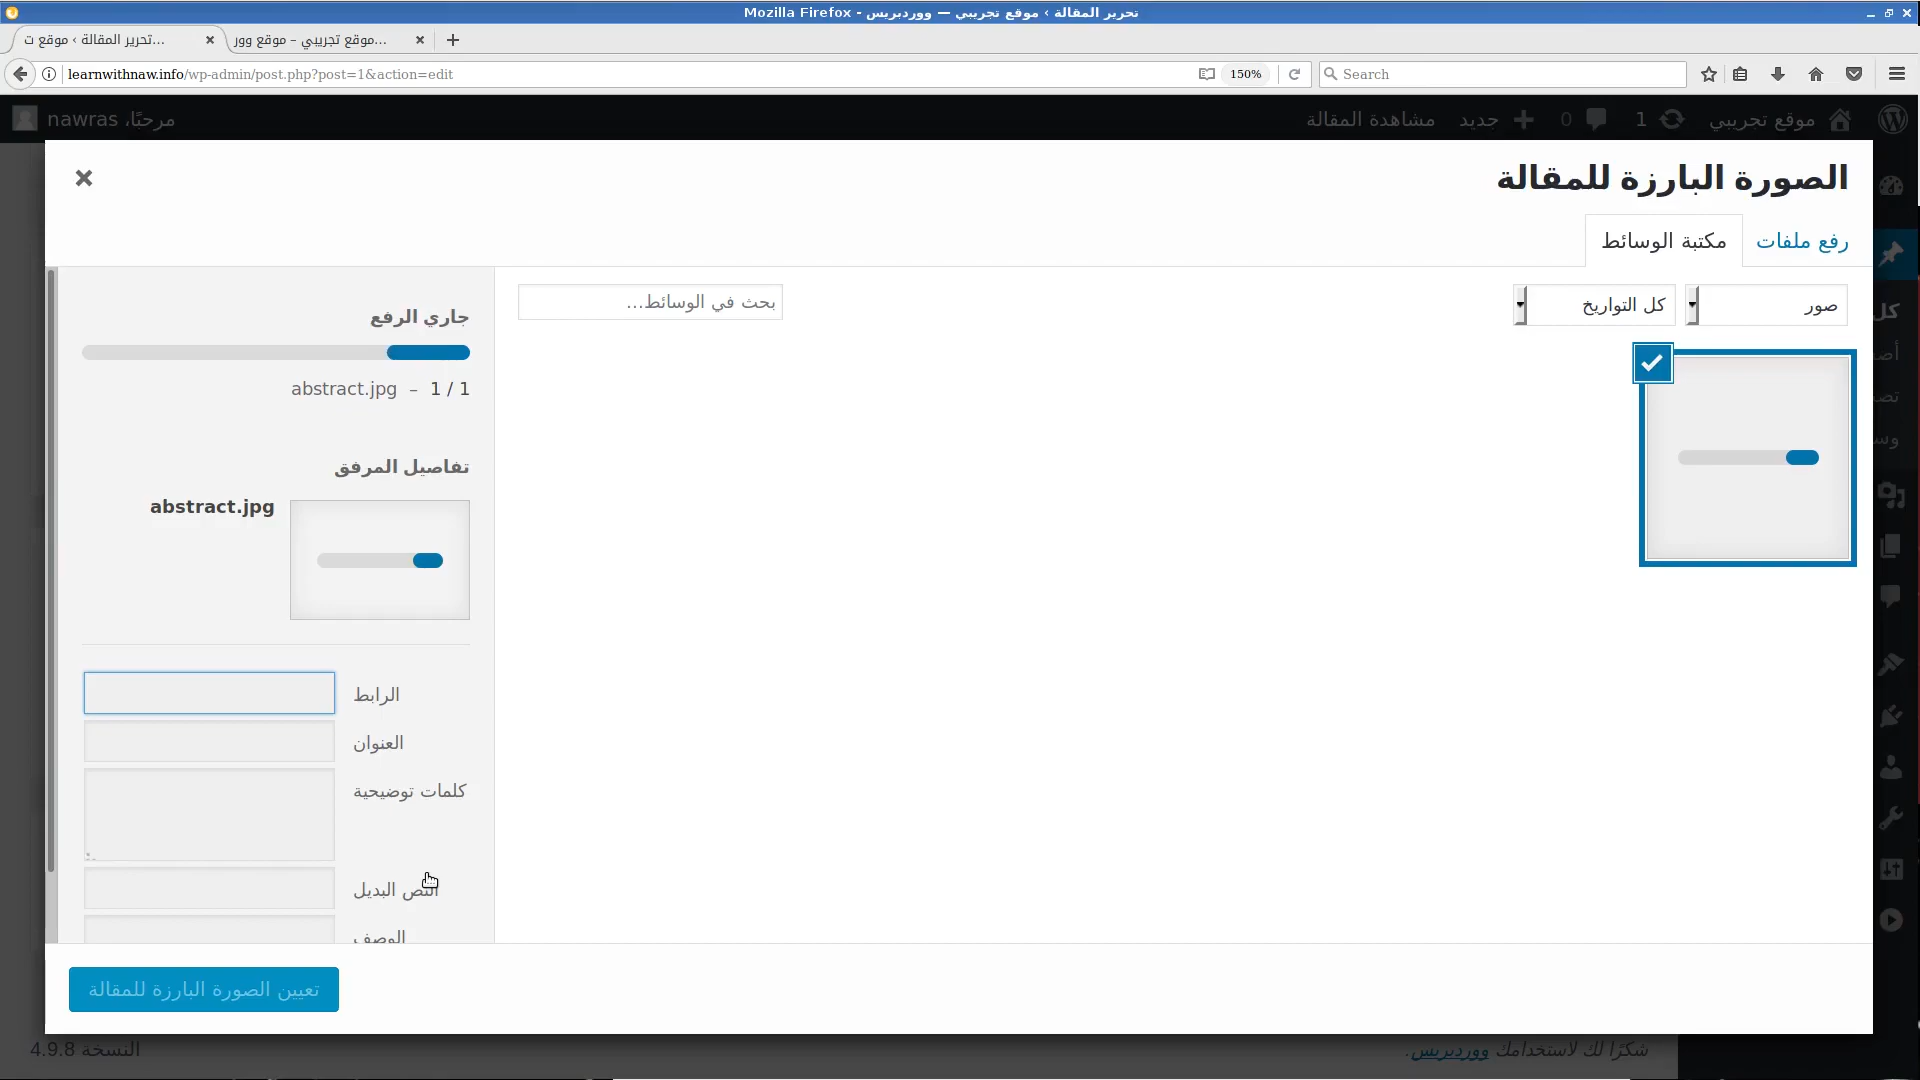 تحرير المقالة ‹ موقع تجريبي — ووردبريس - Mozilla Firefox
تحرير المقالة ‹ موقع ت...
موقع تجريبي – موقع وور...
learnwithnaw.info/wp-admin/post.php?post=1&action=edit
150%
Search
موقع تجريبي
1
0
جديد
مشاهدة المقالة
مرحبًا، nawras
الصورة البارزة للمقالة
رفع ملفات
مكتبة الوسائط
صور
كل التواريخ
بحث في الوسائط...
جاري الرفع
1 / 1 – abstract.jpg
تفاصيل المرفق
abstract.jpg
الرابط
العنوان
كلمات توضيحية
النص البديل
الوصف
تعيين الصورة البارزة للمقالة
شكرًا لك لاستخدامك ووردبريس.
النسخة 4.9.8